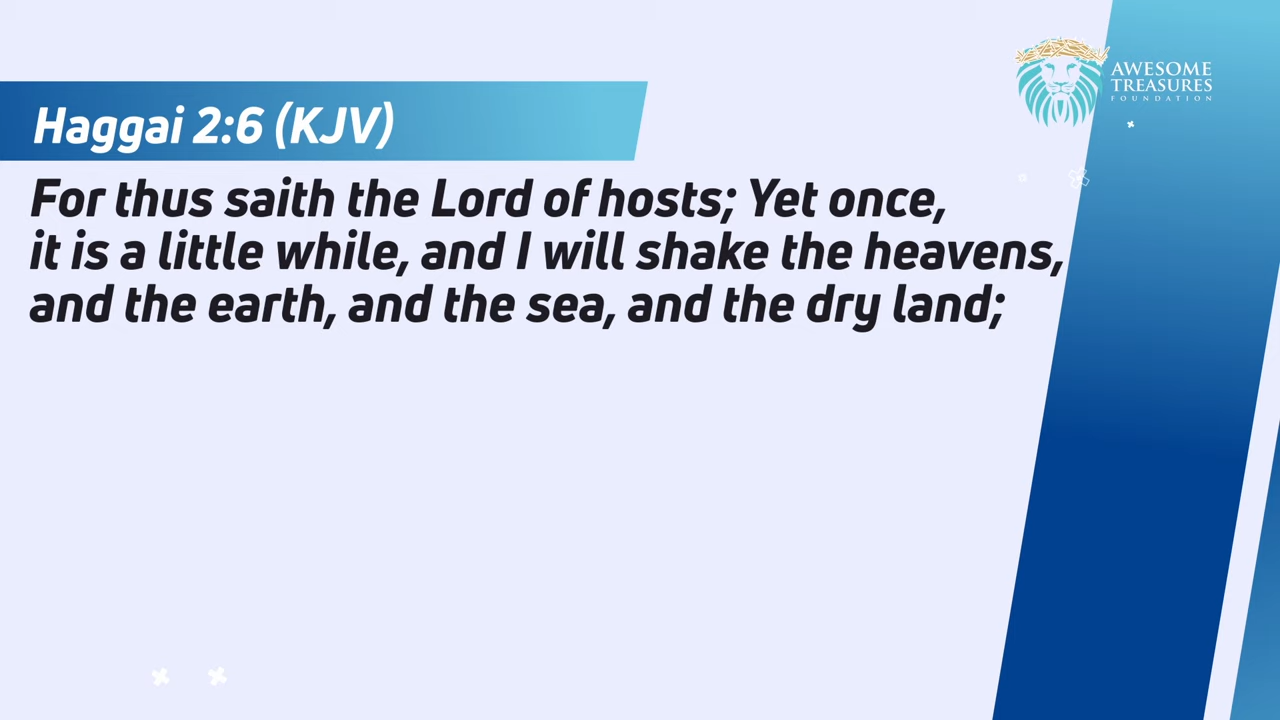 AWESOME
TREASURES
FOUNDATION
Haggai 2:6 (KJV)
For thus saith the Lord of hosts; Yet once,
it is a little while, and I will shake the heavens,
and the earth, and the sea, and the dry land;